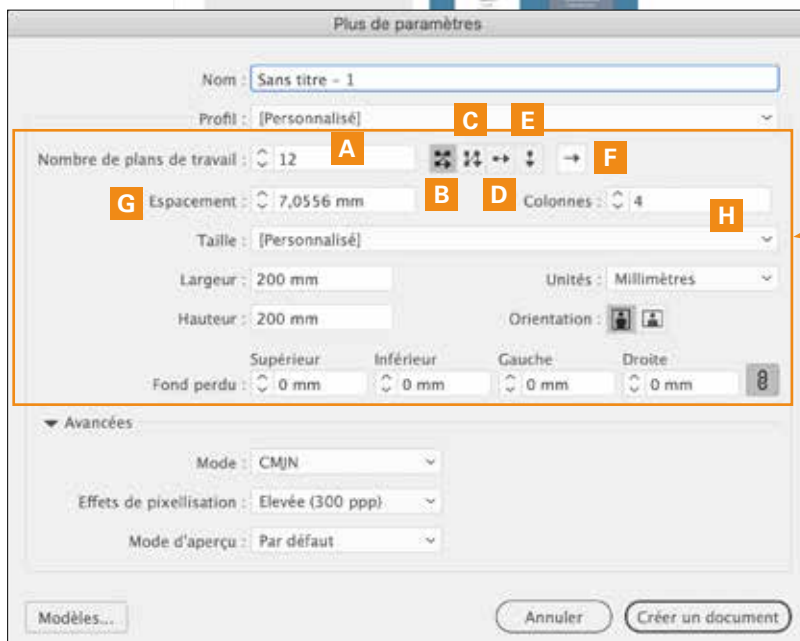 Plus de paramètres
Nom : Sans titre - 1
Profil : [Personnalisé]
C E
Nombre de plans de travail : 12 A F
G Espacement : 7,0556 mm B D Colonnes : 4 H
Taille : [Personnalisé]
Largeur : 200 mm Unités : Millimètres
Hauteur : 200 mm Orientation :
Supérieur Inférieur Gauche Droite
Fond perdu : 0 mm 0 mm 0 mm 0 mm
Avancées
Mode : CMJN
Effets de pixellisation : Elevée (300 ppp)
Mode d'aperçu : Par défaut
Modèles... Annuler Créer un document